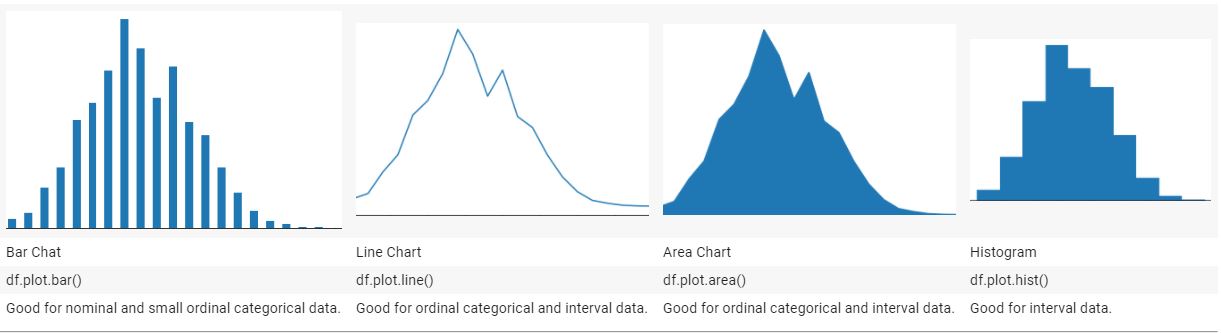 Bar Chat
Line Chart
Area Chart
Histogram
df.plot.bar()
df.plot.line()
df.plot.area()
df.plot.hist()
Good for nominal and small ordinal categorical data.
Good for ordinal categorical and interval data.
Good for ordinal categorical and interval data.
Good for interval data.